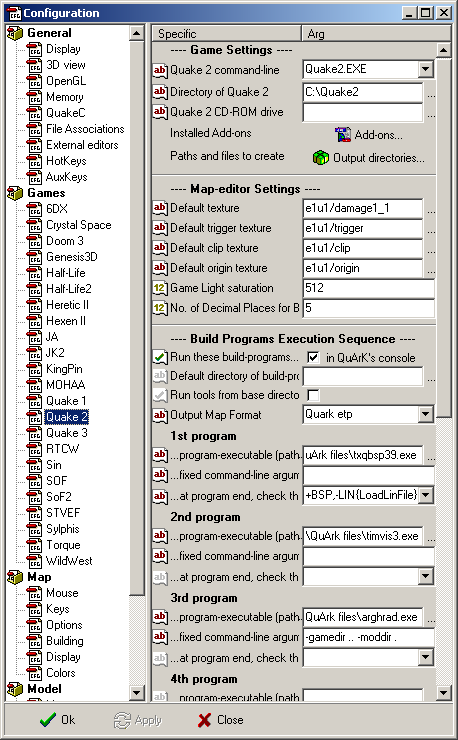 Configuration
General
Display
3D view
OpenGL
Memory
QuakeC
File Associations
External editors
HotKeys
AuxKeys
Games
6DX
Crystal Space
Doom 3
Genesis3D
Half-Life
Half-Life2
Heretic II
Hexen II
JA
JK2
KingPin
MOHAA
Quake 1
Quake 2
Quake 3
RTCW
Sin
SOF
SoF2
STVEF
Sylphis
Torque
WildWest
Map
Mouse
Keys
Options
Building
Display
Colors
Model
Specific Arg
---- Game Settings ----
Quake 2 command-line Quake2.EXE
Directory of Quake 2 C:\Quake2 ...
Quake 2 CD-ROM drive ...
Installed Add-ons Add-ons...
Paths and files to create Output directories...
---- Map-editor Settings ----
Default texture e1u1/damage1_1 ...
Default trigger texture e1u1/trigger ...
Default clip texture e1u1/clip ...
Default origin texture e1u1/origin ...
Game Light saturation 512
No. of Decimal Places for B 5
---- Build Programs Execution Sequence ----
Run these build-programs... in QuArK's console
Default directory of build-pr ...
Run tools from base directo
Output Map Format Quark etp
1st program
...program-executable (path uArk files\txqbsp39.exe ...
...fixed command-line argum
...at program end, check th +BSP,-LIN{LoadLinFile}
2nd program
...program-executable (path \QuArk files\timvis3.exe ...
...fixed command-line argum
...at program end, check th
3rd program
...program-executable (path QuArk files\arghrad.exe ...
...fixed command-line argum -gamedir .. -moddir .
...at program end, check th
4th program
...program-executable (path ...
Ok Apply Close